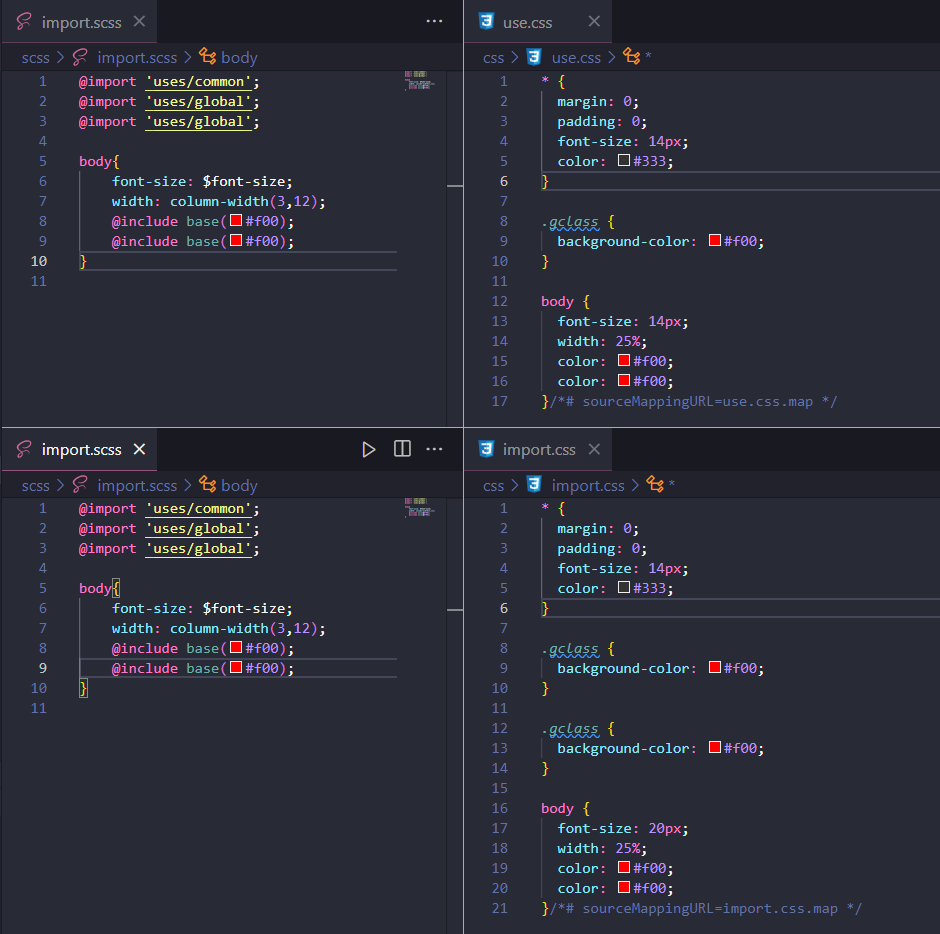 import.scss
scss > import.scss > body
1 @import 'uses/common';
2 @import 'uses/global';
3 @import 'uses/global';
4
5 body{
6 font-size: $font-size;
7 width: column-width(3,12);
8 @include base(#f00);
9 @include base(#f00);
10 }
11
use.css
css > use.css > *
1 * {
2 margin: 0;
3 padding: 0;
4 font-size: 14px;
5 color: #333;
6 }
7
8 .gclass {
9 background-color: #f00;
10 }
11
12 body {
13 font-size: 14px;
14 width: 25%;
15 color: #f00;
16 color: #f00;
17 }/*# sourceMappingURL=use.css.map */
import.scss
scss > import.scss > body
1 @import 'uses/common';
2 @import 'uses/global';
3 @import 'uses/global';
4
5 body{
6 font-size: $font-size;
7 width: column-width(3,12);
8 @include base(#f00);
9 @include base(#f00);
10 }
11
import.css
css > import.css > *
1 * {
2 margin: 0;
3 padding: 0;
4 font-size: 14px;
5 color: #333;
6 }
7
8 .gclass {
9 background-color: #f00;
10 }
11
12 .gclass {
13 background-color: #f00;
14 }
15
16 body {
17 font-size: 20px;
18 width: 25%;
19 color: #f00;
20 color: #f00;
21 }/*# sourceMappingURL=import.css.map */